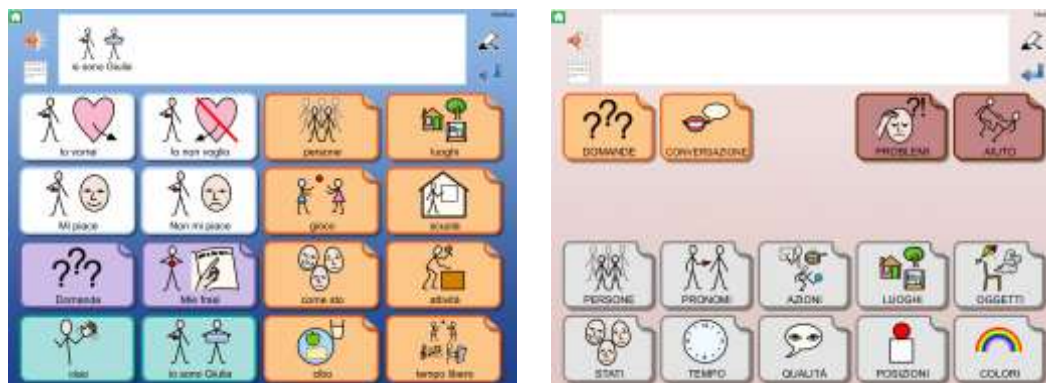 io sono Giulia
Io vorrei
Io non voglio
persone
luoghi
Mi piace
Non mi piace
gioco
scuola
???
Domande
Mie frasi
come sto
attività
ciao
io sono Giulia
cibo
tempo libero
???
DOMANDE
CONVERSAZIONE
?!
PROBLEMI
AIUTO
PERSONE
PRONOMI
AZIONI
LUOGHI
OGGETTI
STATI
TEMPO
QUALITÀ
POSIZIONI
COLORI